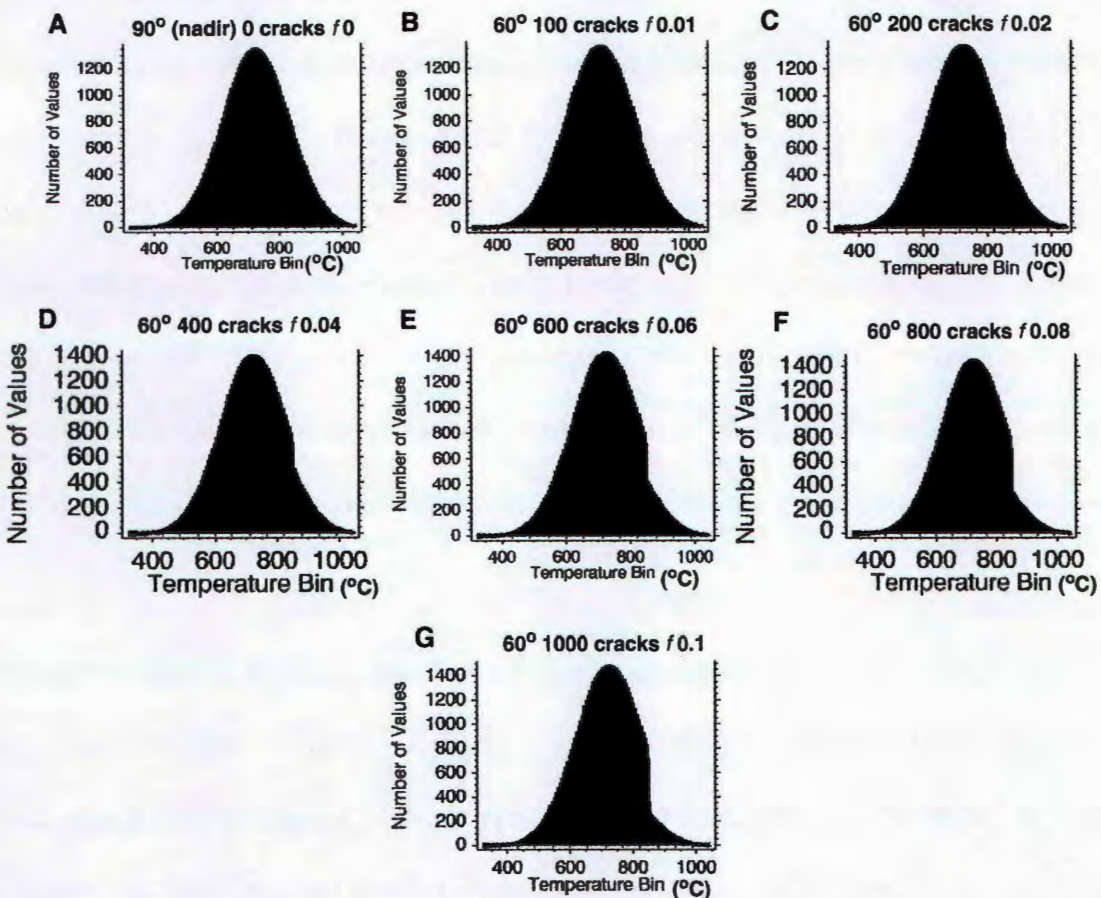 A
90° (nadir) 0 cracks f 0
Number of Values
1200
1000
800
600
400
200
0
400 600 800 1000
Temperature Bin (°C)
B
60° 100 cracks f 0.01
Number of Values
1200
1000
800
600
400
200
0
400 600 800 1000
Temperature Bin (°C)
C
60° 200 cracks f 0.02
Number of Values
1200
1000
800
600
400
200
0
400 600 800 1000
Temperature Bin (°C)
D
60° 400 cracks f 0.04
Number of Values
1400
1200
1000
800
600
400
200
0
400 600 800 1000
Temperature Bin (°C)
E
60° 600 cracks f 0.06
Number of Values
1400
1200
1000
800
600
400
200
0
400 600 800 1000
Temperature Bin (°C)
F
60° 800 cracks f 0.08
Number of Values
1400
1200
1000
800
600
400
200
0
400 600 800 1000
Temperature Bin (°C)
G
60° 1000 cracks f 0.1
Number of Values
1400
1200
1000
800
600
400
200
0
400 600 800 1000
Temperature Bin (°C)